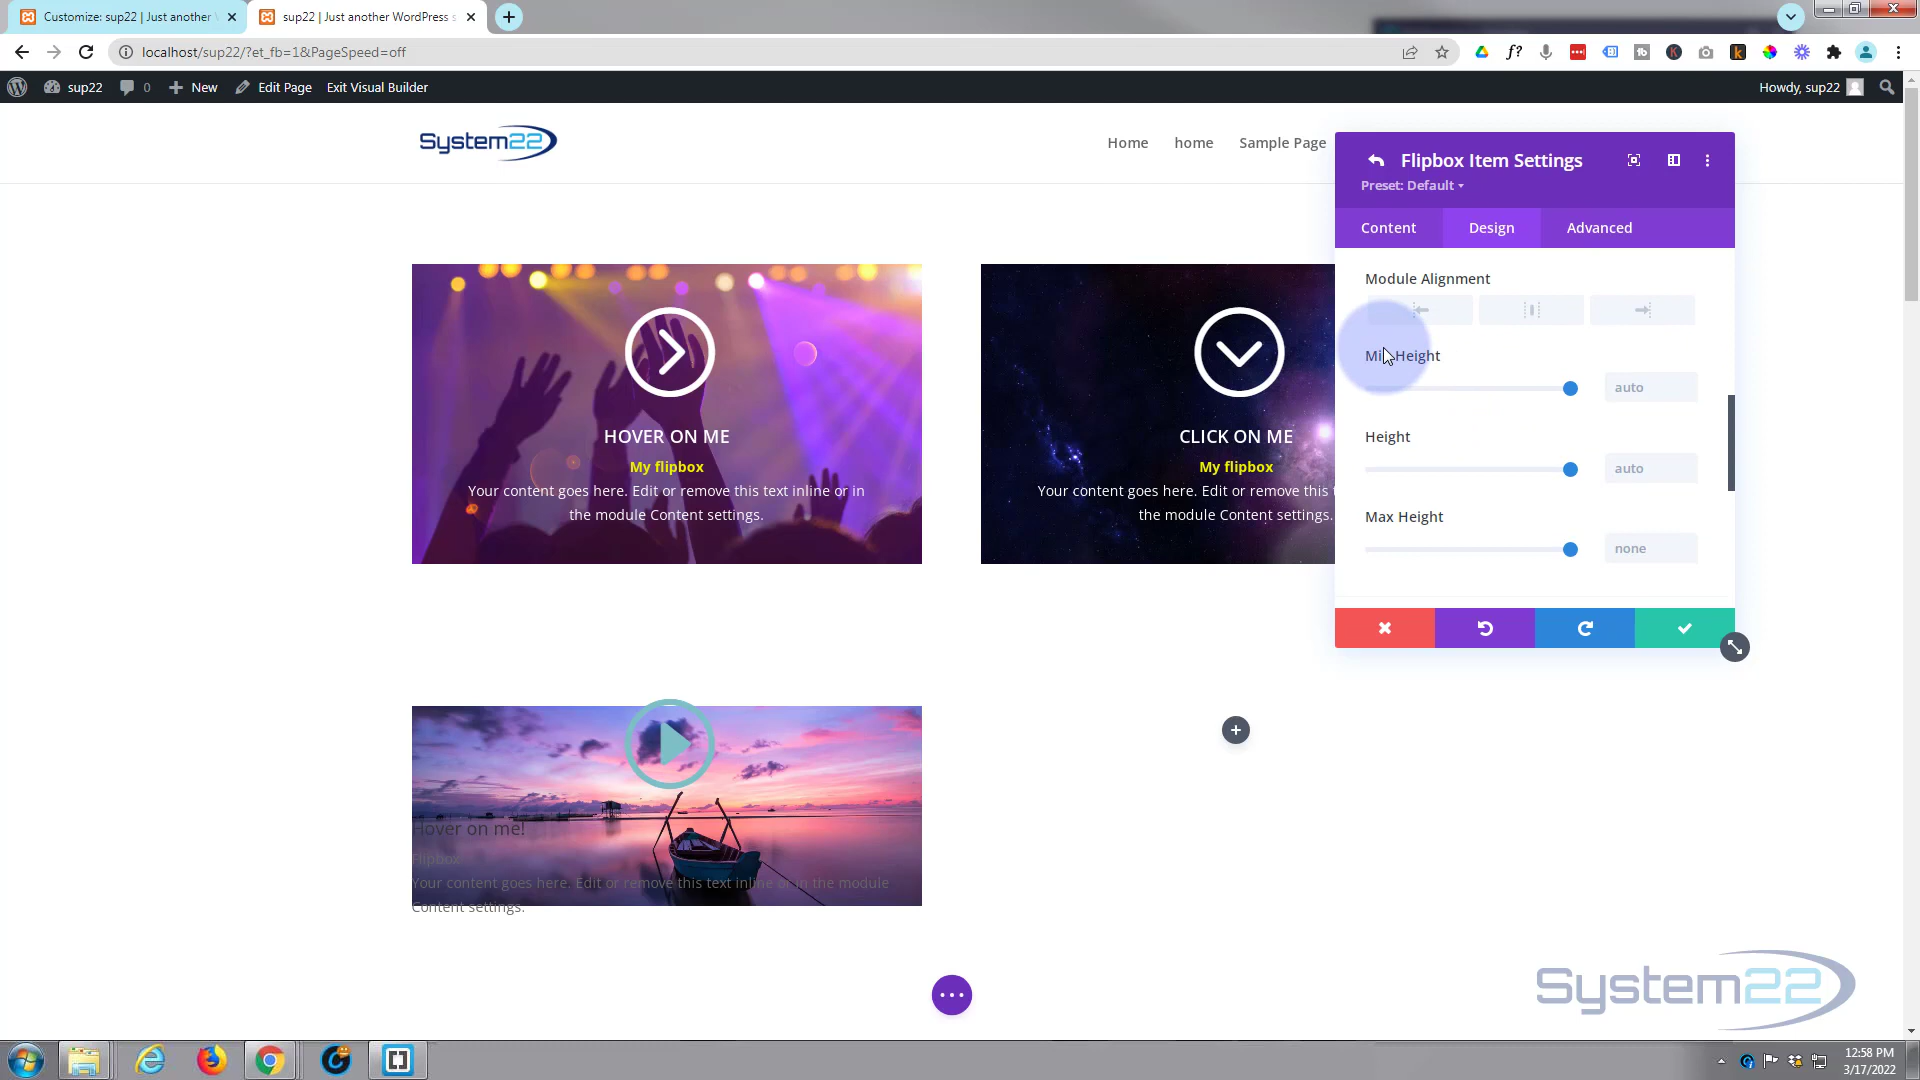 Customize: sup22 | Just another W
sup22 | Just another WordPress s
localhost/sup22/?et_fb=1&PageSpeed=off
sup22
0
New
Edit Page
Exit Visual Builder
Howdy, sup22
System22
Home
home
Sample Page
Flipbox Item Settings
Preset: Default
Content
Design
Advanced
Module Alignment
Min Height
auto
Height
auto
Max Height
none
HOVER ON ME
My flipbox
Your content goes here. Edit or remove this text inline or in
the module Content settings.
CLICK ON ME
My flipbox
Your content goes here. Edit or remove this t
the module Content settings.
Hover on me!
Flipbox
Your content goes here. Edit or remove this text inline or in the module
Content settings.
System22
12:58 PM
3/17/2022